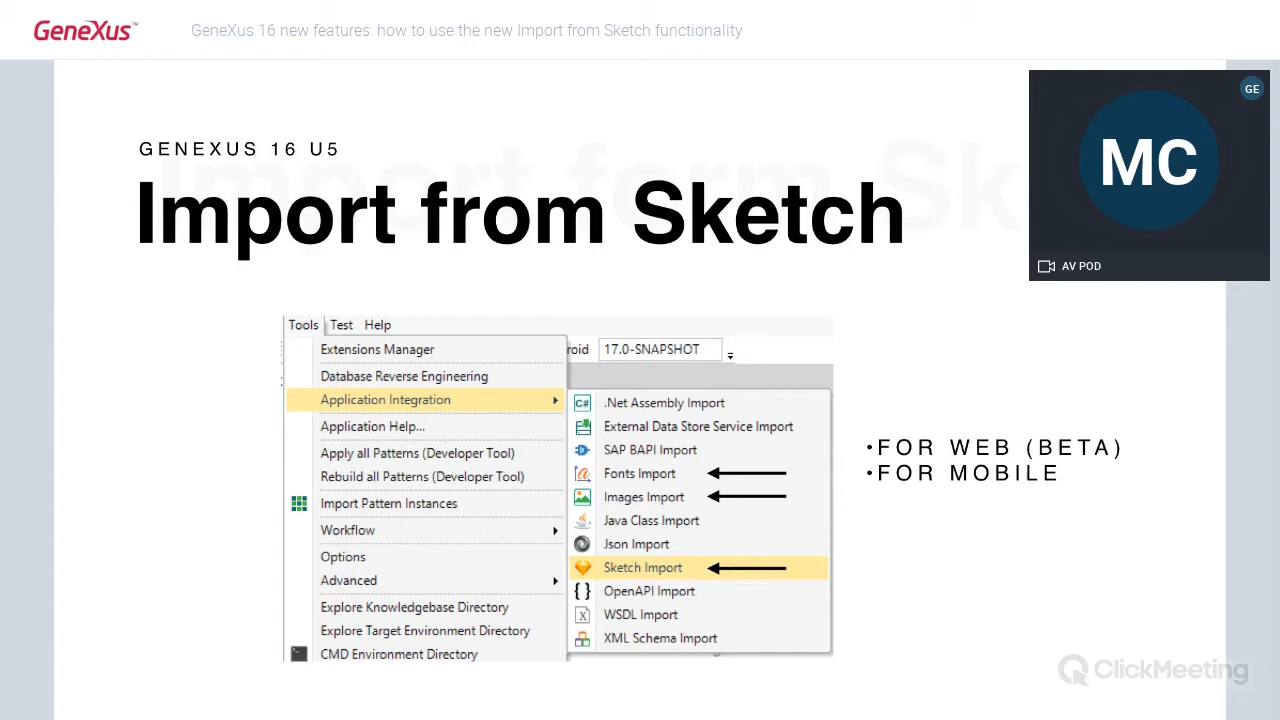 GeneXus™
GeneXus 16 new features: how to use the new Import from Sketch functionality
GE
MC
AV POD
GENEXUS 16 U5
Import form Sk
Import from Sketch
Tools Test Help
Extensions Manager
roid 17.0-SNAPSHOT
Database Reverse Engineering
Application Integration
Application Help...
Apply all Patterns (Developer Tool)
Rebuild all Patterns (Developer Tool)
Import Pattern Instances
Workflow
Options
Advanced
Explore Knowledgebase Directory
Explore Target Environment Directory
CMD Environment Directory
C# .Net Assembly Import
External Data Store Service Import
SAP BAPI Import
a Fonts Import
Images Import
Java Class Import
Json Import
Sketch Import
{ } OpenAPI Import
X WSDL Import
XML Schema Import
•FOR WEB (BETA)
•FOR MOBILE
ClickMeeting